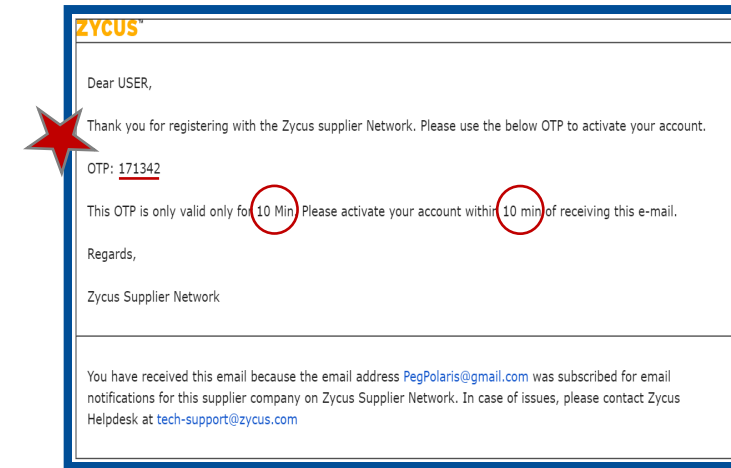 ZYCUS™
Dear USER,
Thank you for registering with the Zycus supplier Network. Please use the below OTP to activate your account.
OTP: 171342
This OTP is only valid only for 10 Min. Please activate your account within 10 min of receiving this e-mail.
Regards,
Zycus Supplier Network
You have received this email because the email address PegPolaris@gmail.com was subscribed for email
notifications for this supplier company on Zycus Supplier Network. In case of issues, please contact Zycus
Helpdesk at tech-support@zycus.com